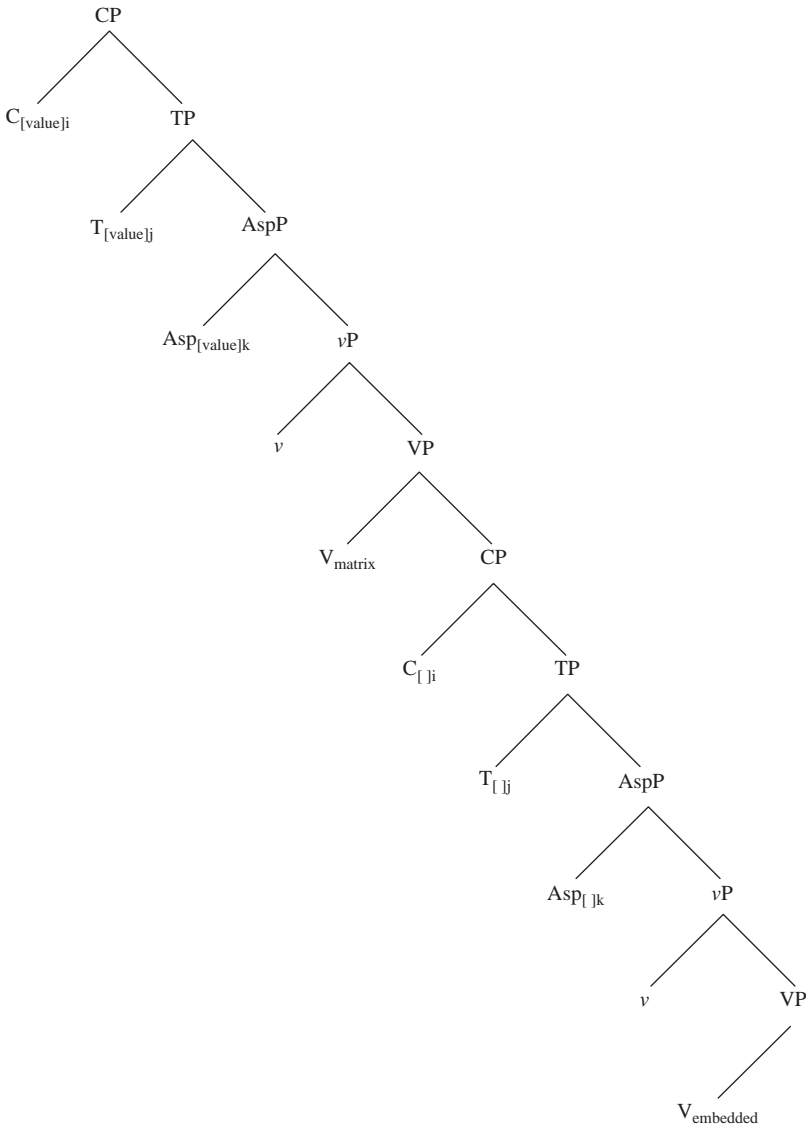 CP
C[value]i TP
T[value]j AspP
Asp[value]k vP
v VP
Vmatrix CP
C[ ]i TP
T[ ]j AspP
Asp[ ]k vP
v VP
Vembedded